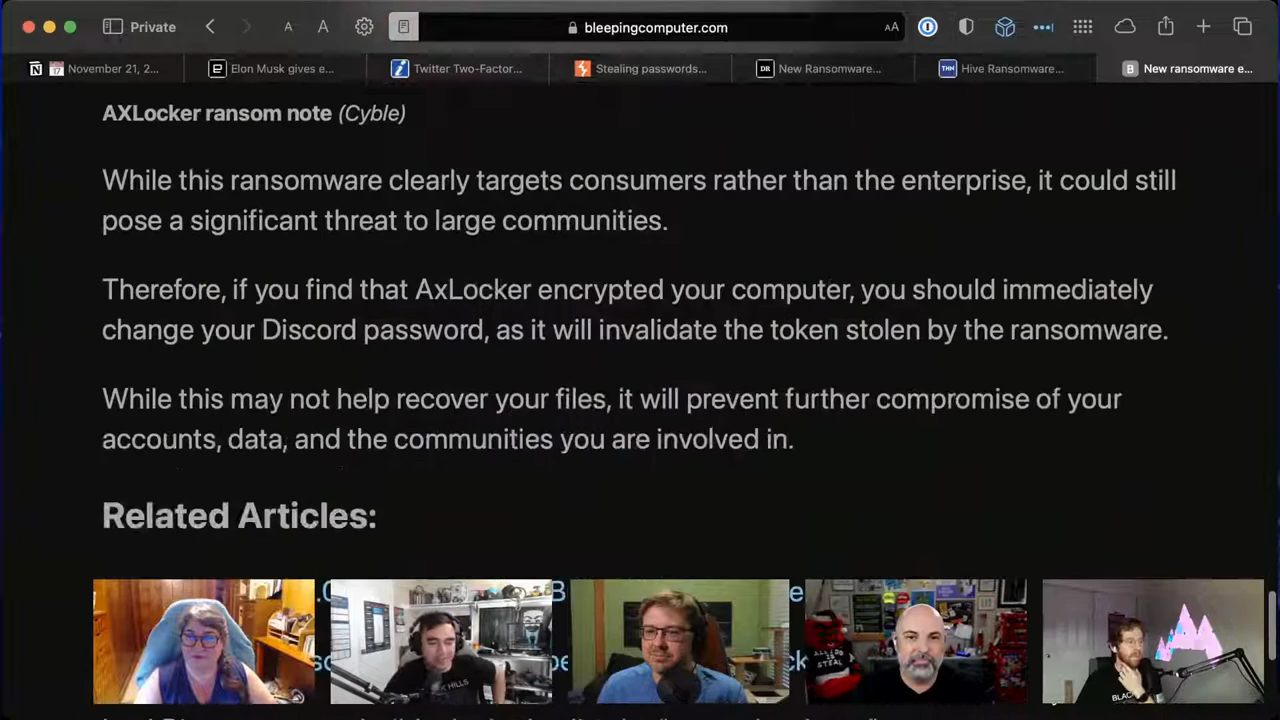 Private
A
A
bleepingcomputer.com
AA
November 21, 2...
Elon Musk gives e...
Twitter Two-Factor...
Stealing passwords...
DR New Ransomware...
THN Hive Ransomware...
B New ransomware e...
AXLocker ransom note (Cyble)
While this ransomware clearly targets consumers rather than the enterprise, it could still
pose a significant threat to large communities.
Therefore, if you find that AxLocker encrypted your computer, you should immediately
change your Discord password, as it will invalidate the token stolen by the ransomware.
While this may not help recover your files, it will prevent further compromise of your
accounts, data, and the communities you are involved in.
Related Articles: